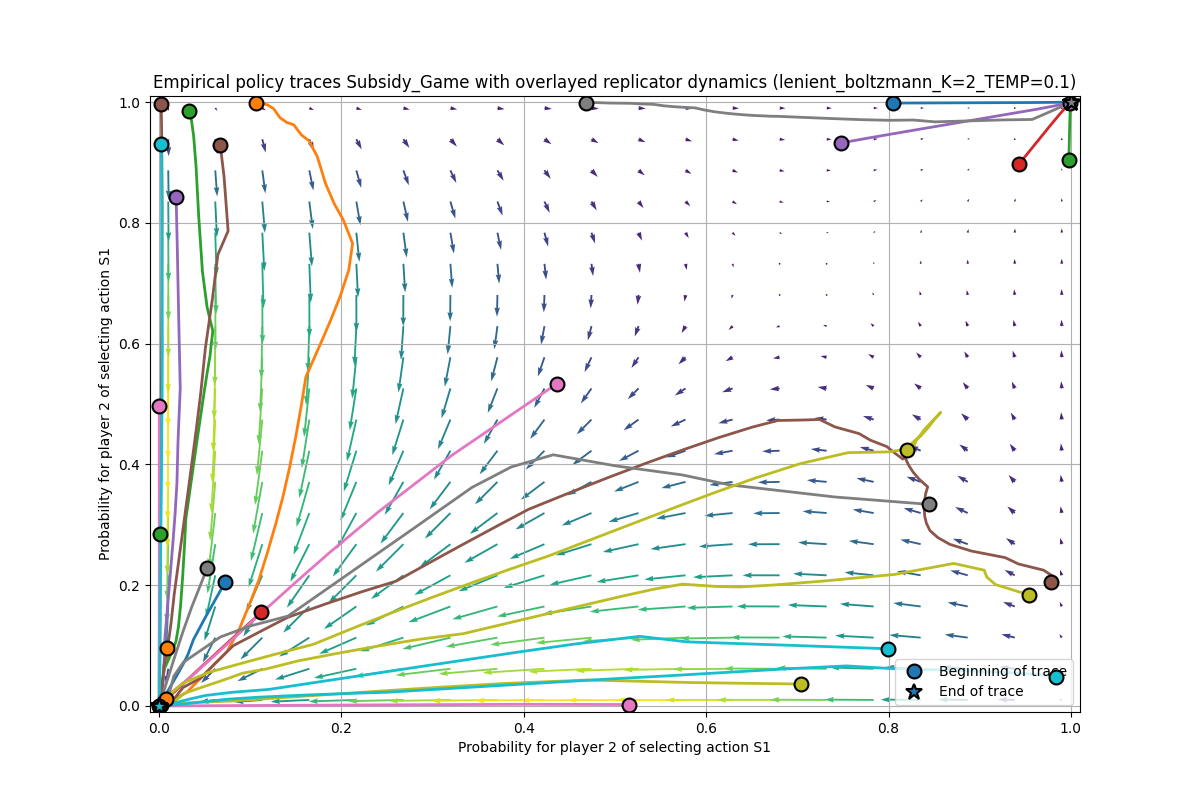 Empirical policy traces Subsidy_Game with overlayed replicator dynamics (lenient_boltzmann_K=2_TEMP=0.1)
Probability for player 2 of selecting action S1
1.0
0.8
0.6
0.4
0.2
0.0
Beginning of trace
End of trace
0.0 0.2 0.4 0.6 0.8 1.0
Probability for player 2 of selecting action S1